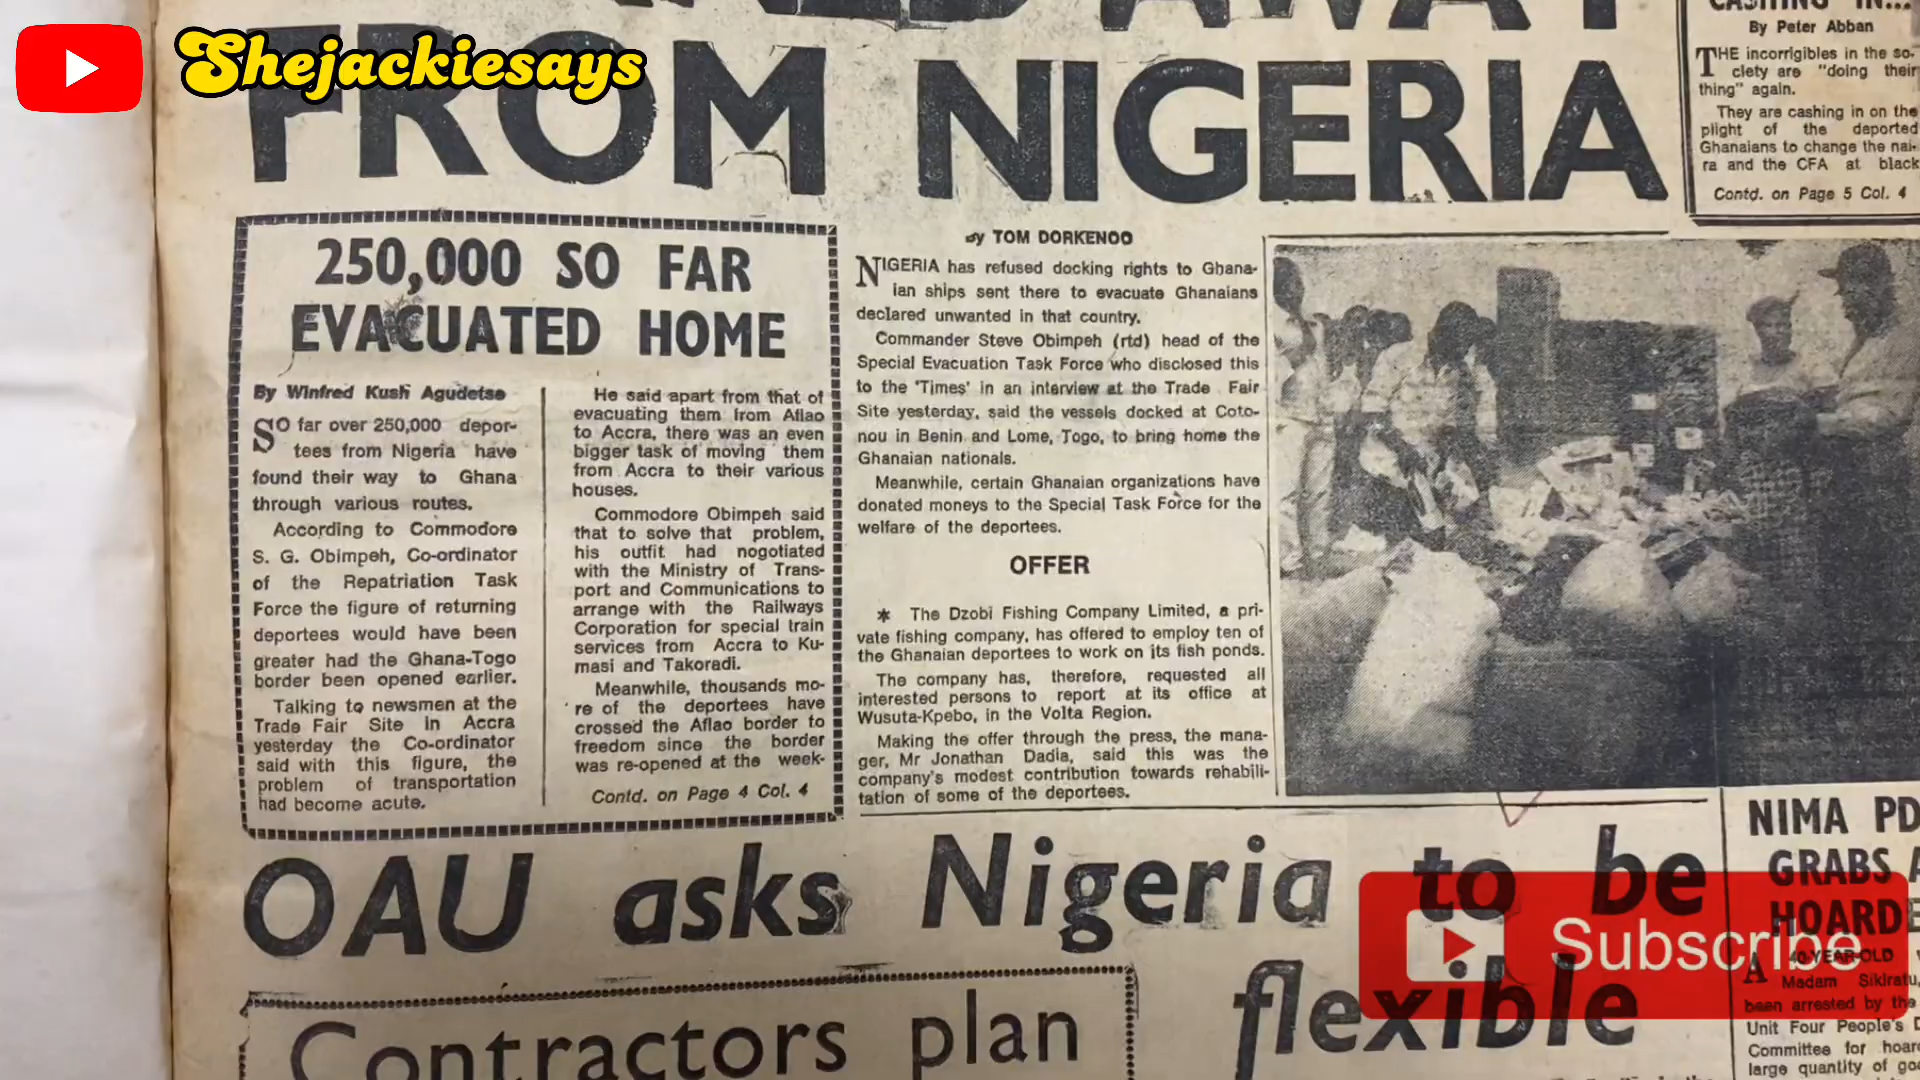 Shejackiesays
FROM NIGERIA
250,000 SO FAR
EVACUATED HOME
By Winfred Kush Agudetse
SO far over 250,000 depor-
tees from Nigeria have
found their way to Ghana
through various routes.
According to Commodore
S. G. Obimpeh, Co-ordinator
of the Repatriation Task
Force the figure of returning
deportees would have been
greater had the Ghana-Togo
border been opened earlier.
Talking to newsmen at the
Trade Fair Site in Accra
yesterday the Co-ordinator
said with this figure, the
problem of transportation
had become acute.
He said apart from that of
evacuating them from Aflao
to Accra, there was an even
bigger task of moving them
from Accra to their various
houses.
Commodore Obimpeh said
that to solve that problem,
his outfit had nogotiated
with the Ministry of Trans-
port and Communications to
arrange with the Railways
Corporation for special train
services from Accra to Ku-
masi and Takoradi.
Meanwhile, thousands mo-
re of the deportees have
crossed the Aflao border to
freedom since the border
was re-opened at the week-
Contd. on Page 4 Col. 4
By TOM DORKENOO
NIGERIA has refused docking rights to Ghana-
ian ships sent there to evacuate Ghanaians
declared unwanted in that country.
Commander Steve Obimpeh (rtd) head of the
Special Evacuation Task Force who disclosed this
to the 'Times' in an interview at the Trade Fair
Site yesterday, said the vessels docked at Coto-
nou in Benin and Lome, Togo, to bring home the
Ghanaian nationals.
Meanwhile, certain Ghanaian organizations have
donated moneys to the Special Task Force for the
welfare of the deportees.
OFFER
* The Dzobi Fishing Company Limited, a pri-
vate fishing company, has offered to employ ten of
the Ghanaian deportees to work on its fish ponds.
The company has, therefore, requested all
interested persons to report at its office at
Wusuta-Kpebo, in the Volta Region.
Making the offer through the press, the mana-
ger, Mr Jonathan Dadia, said this was the
company's modest contribution towards rehabili-
tation of some of the deportees.
CASHING IN...
By Peter Abban
THE incorrigibles in the so-
ciety are "doing their
thing" again.
They are cashing in on the
plight of the deported
Ghanaians to change the nai-
ra and the CFA at black
Contd. on Page 5 Col. 4
OAU asks Nigeria to be
flexible
Contractors plan
NIMA PD
GRABS A
HOARDE
A 40-YEAR-OLD
Madam Sikiratu,
been arrested by the
Unit Four People's D
Committee for hoar
large quantity of goo
Subscribe